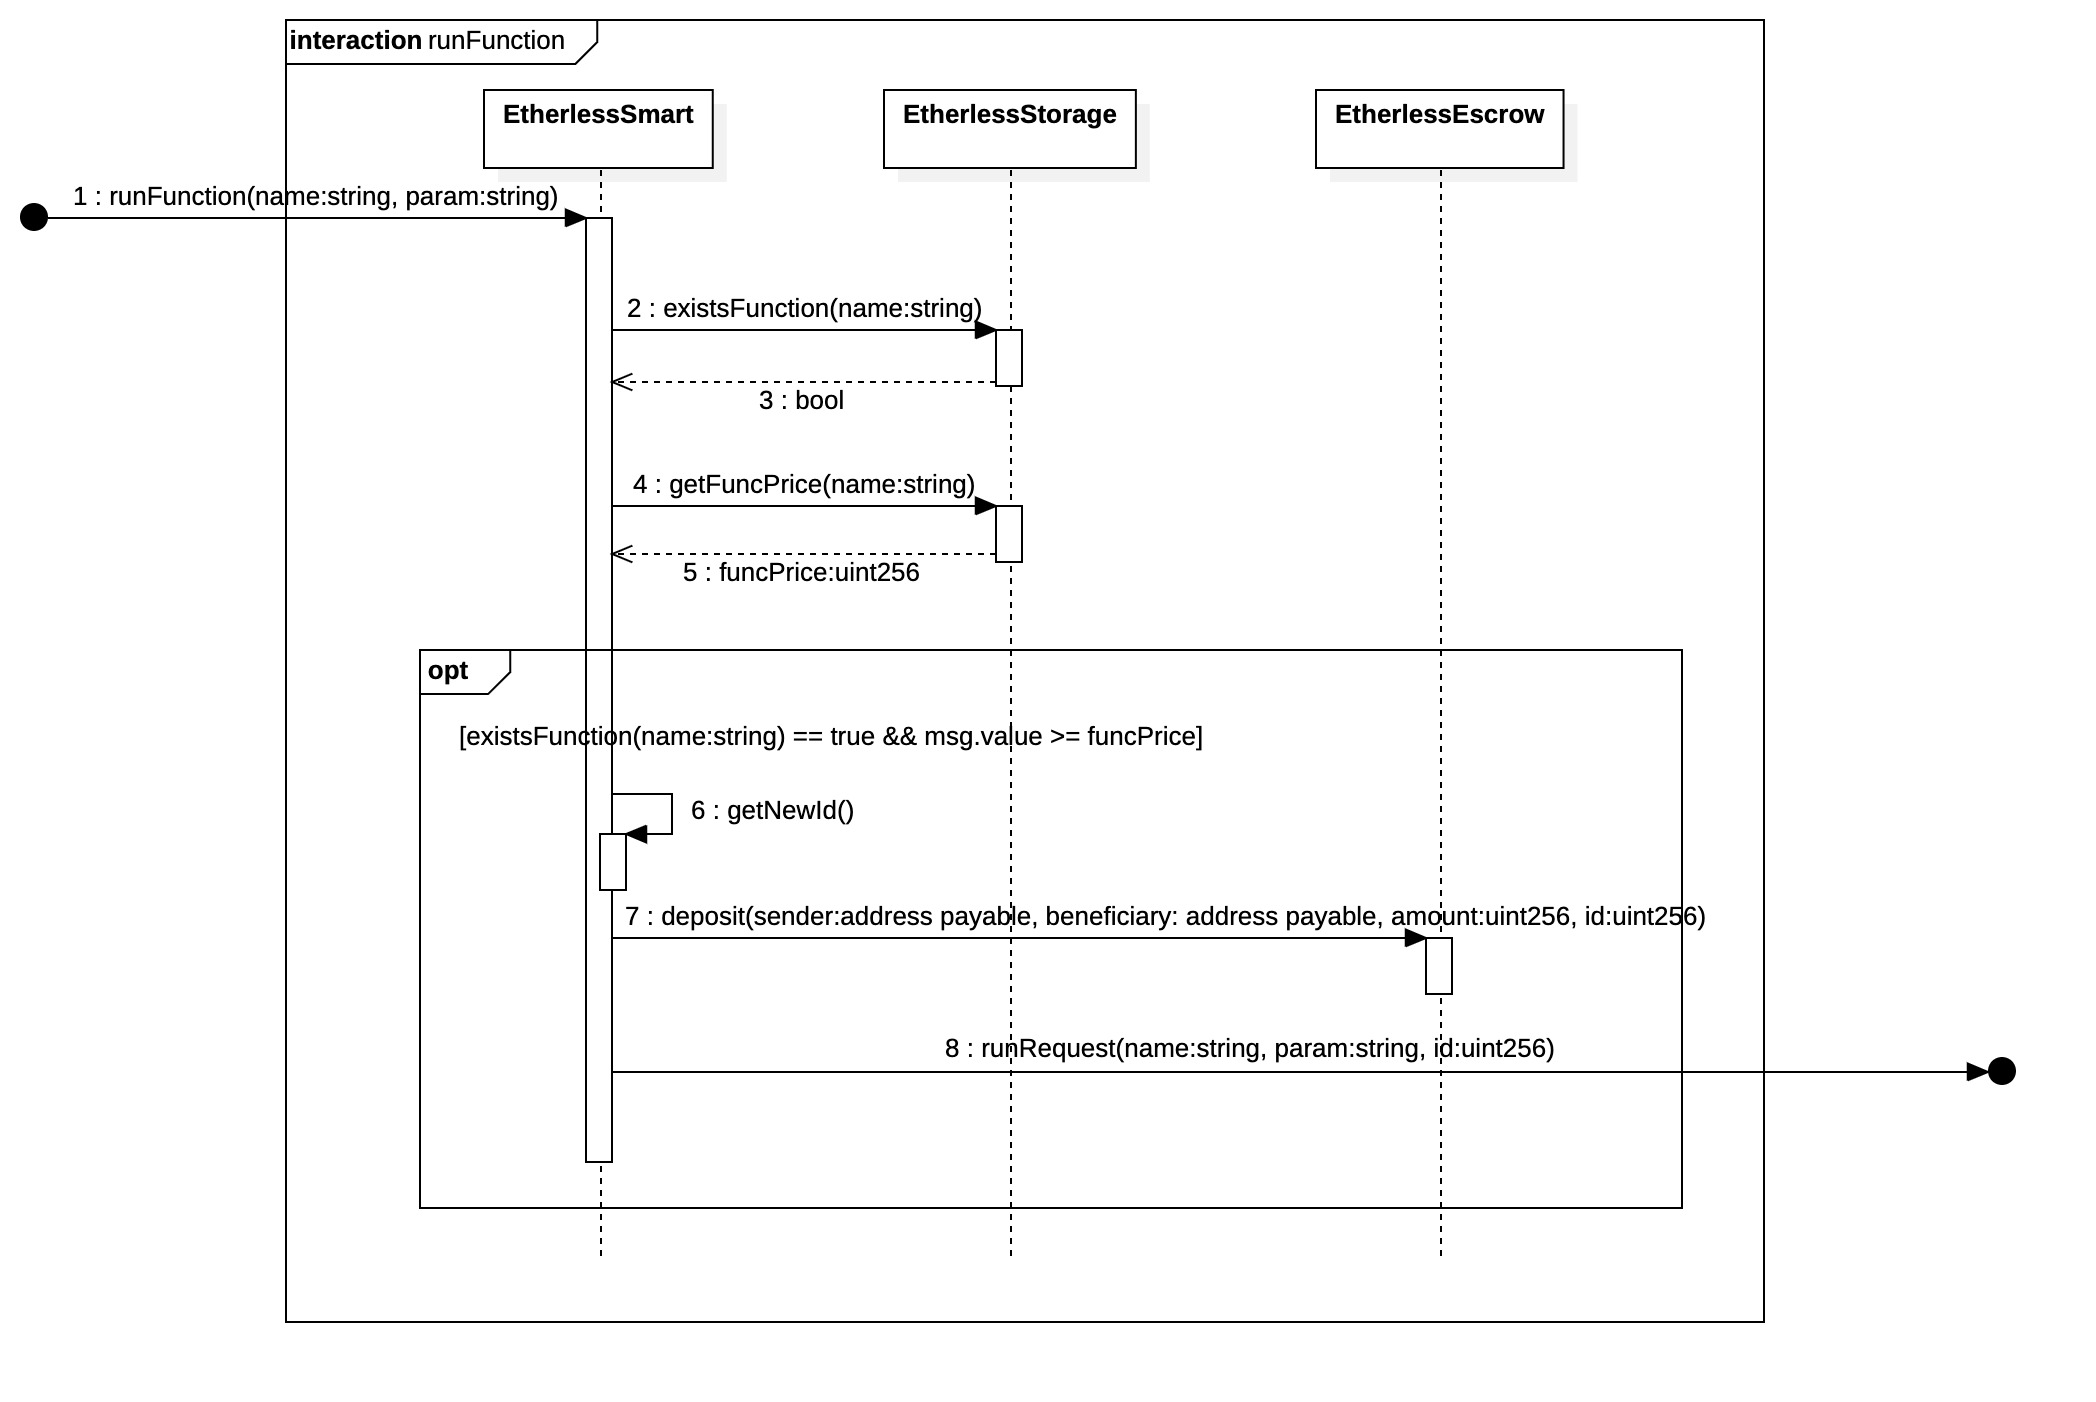 interaction runFunction
EtherlessSmart
EtherlessStorage
EtherlessEscrow
1 : runFunction(name:string, param:string)
2 : existsFunction(name:string)
3 : bool
4 : getFuncPrice(name:string)
5 : funcPrice:uint256
opt
[existsFunction(name:string) == true && msg.value >= funcPrice]
6 : getNewId()
7 : deposit(sender:address payable, beneficiary: address payable, amount:uint256, id:uint256)
8 : runRequest(name:string, param:string, id:uint256)